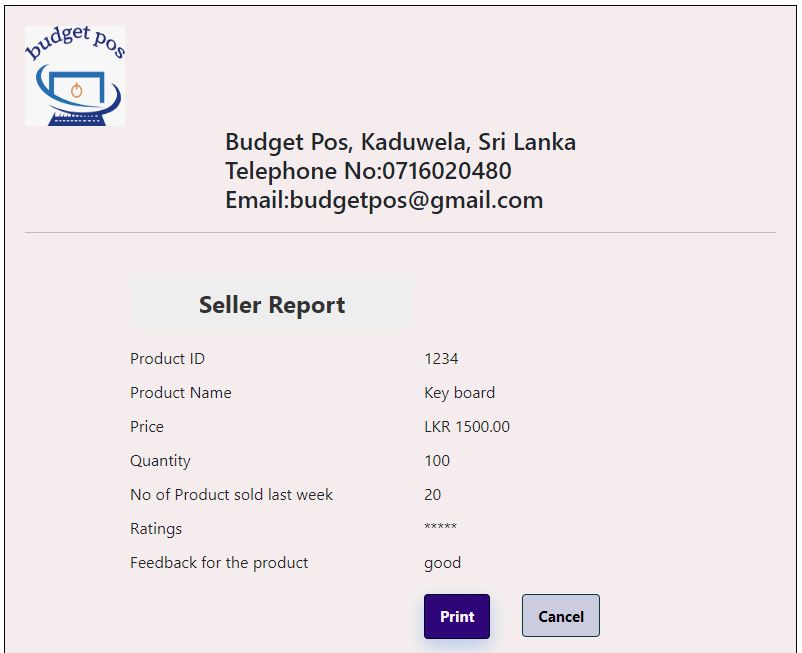 budget pos
Budget Pos, Kaduwela, Sri Lanka
Telephone No:0716020480
Email:budgetpos@gmail.com
Seller Report
Product ID 1234
Product Name Key board
Price LKR 1500.00
Quantity 100
No of Product sold last week 20
Ratings *****
Feedback for the product good
Print Cancel